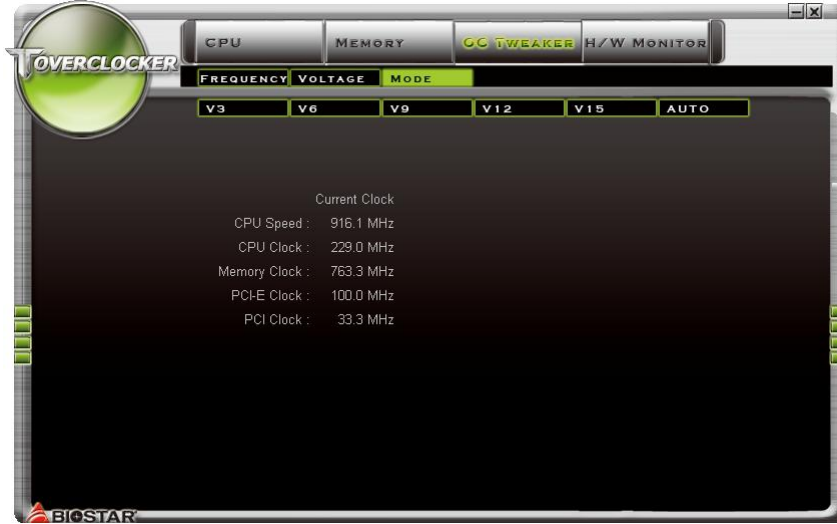 CPU MEMORY OC TWEAKER H/W MONITOR
TOVERCLOCKER
FREQUENCY VOLTAGE MODE
V3 V6 V9 V12 V15 AUTO
Current Clock
CPU Speed : 916.1 MHz
CPU Clock : 229.0 MHz
Memory Clock : 763.3 MHz
PCI-E Clock : 100.0 MHz
PCI Clock : 33.3 MHz
BIOSTAR